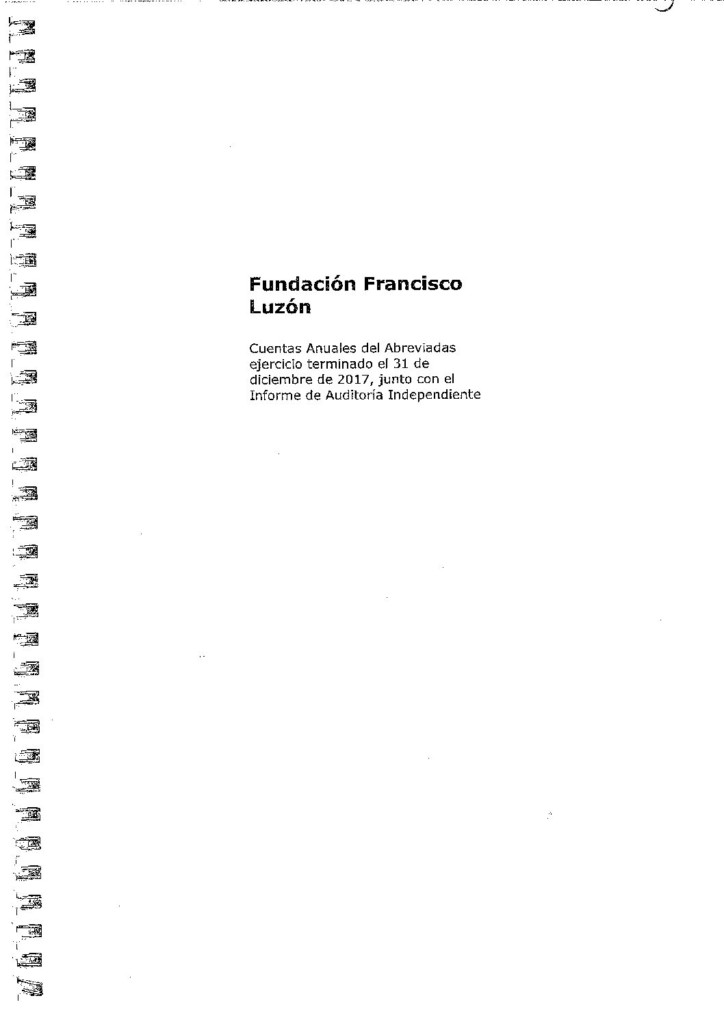 Fundación Francisco
Luzón
Cuentas Anuales del Abreviadas
ejercicio terminado el 31 de
diciembre de 2017, junto con el
Informe de Auditoría Independiente